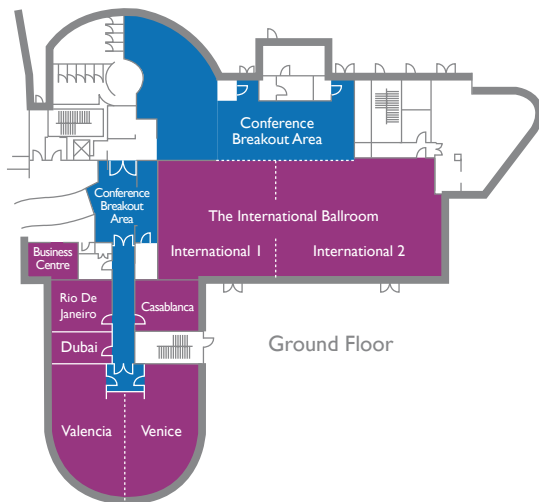 Conference
Breakout Area
Conference
Breakout
Area
The International Ballroom
International 1
International 2
Business
Centre
Rio De
Janeiro
Casablanca
Dubai
Ground Floor
Valencia
Venice